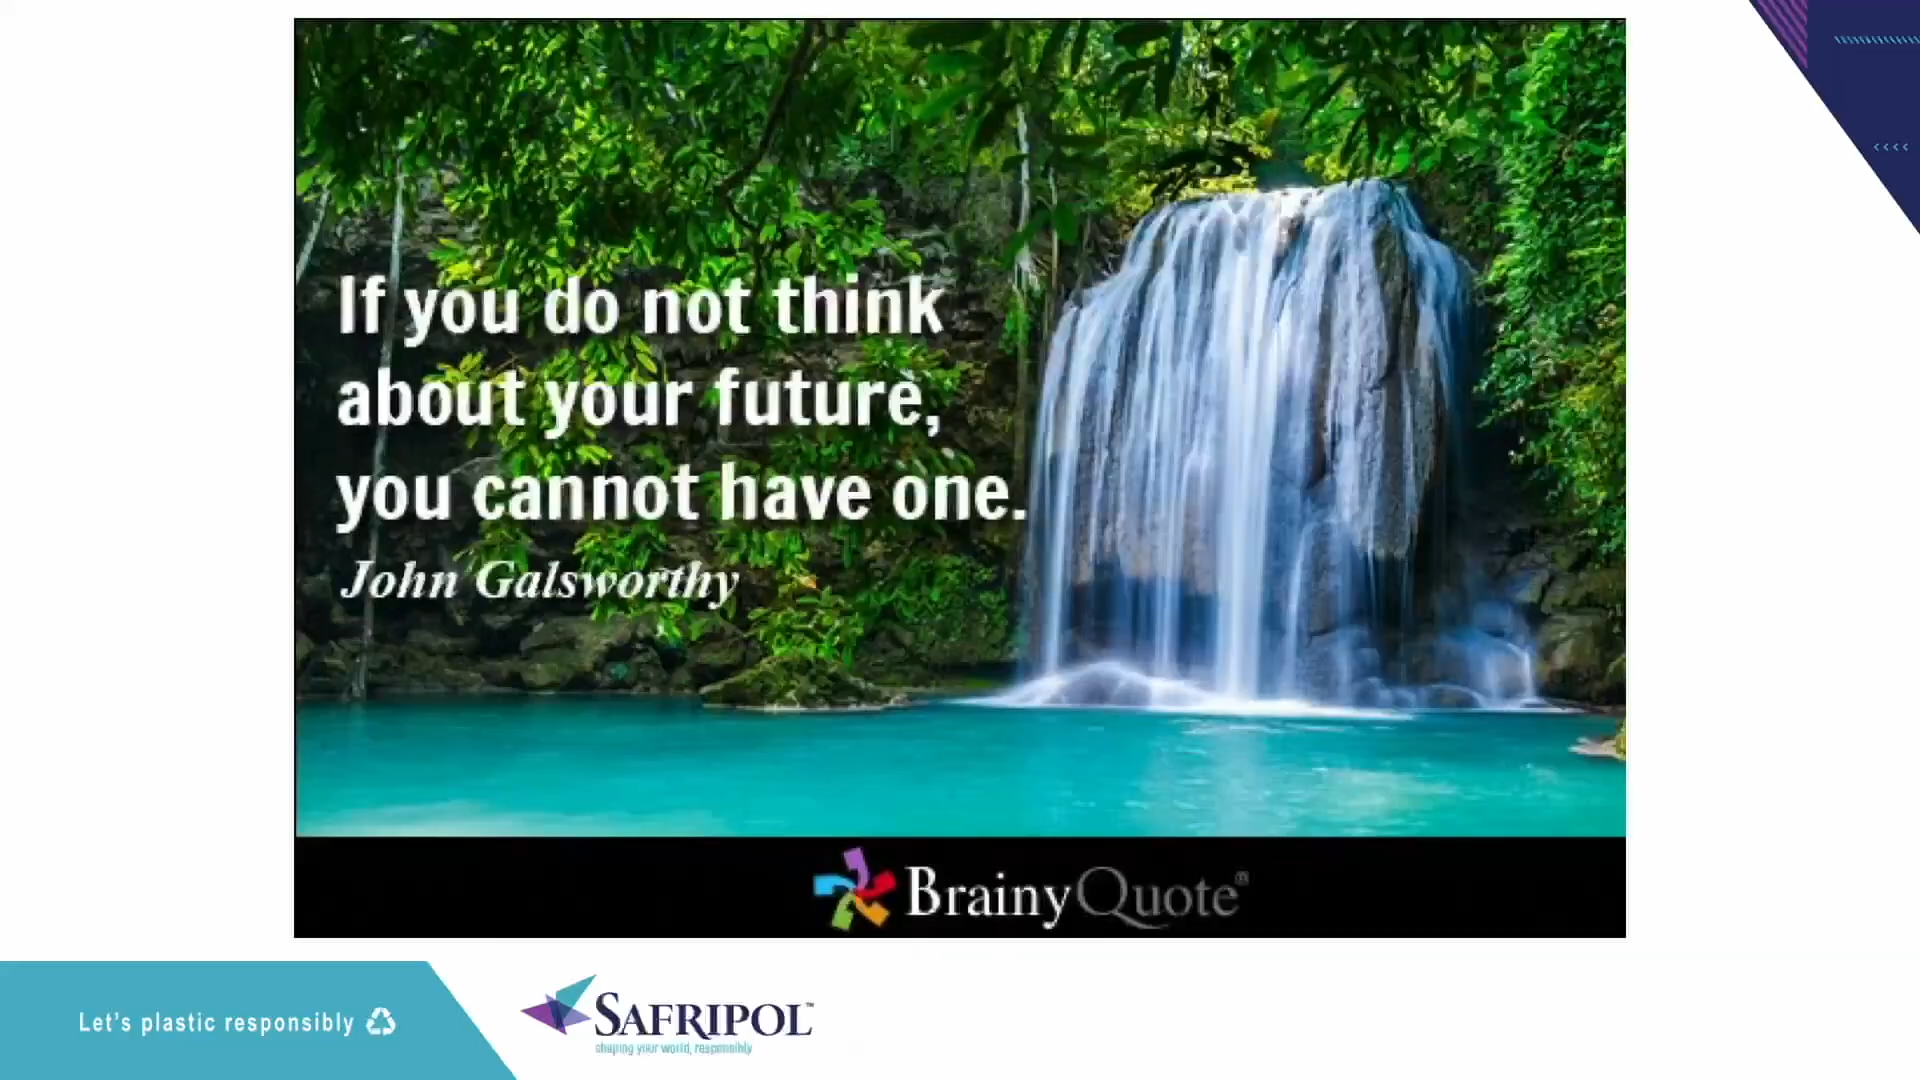 If you do not think
about your future,
you cannot have one.
John Galsworthy
BrainyQuote®
Let's plastic responsibly
SAFRIPOL™
shaping your world, responsibly